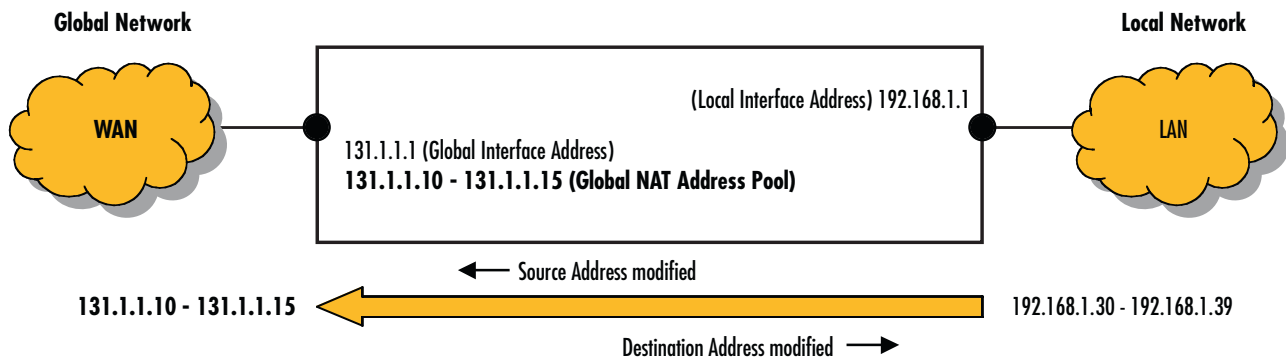 Global Network
Local Network
WAN
(Local Interface Address) 192.168.1.1
LAN
131.1.1.1 (Global Interface Address)
131.1.1.10 - 131.1.1.15 (Global NAT Address Pool)
Source Address modified
131.1.1.10 - 131.1.1.15
192.168.1.30 - 192.168.1.39
Destination Address modified